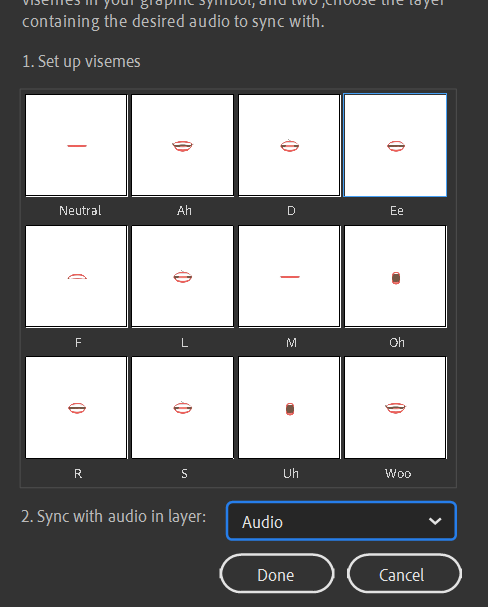 visemes in your graphic symbol, and two ,choose the layer
containing the desired audio to sync with.
1. Set up visemes
Neutral Ah D Ee
F L M Oh
R S Uh Woo
2. Sync with audio in layer: Audio
Done Cancel